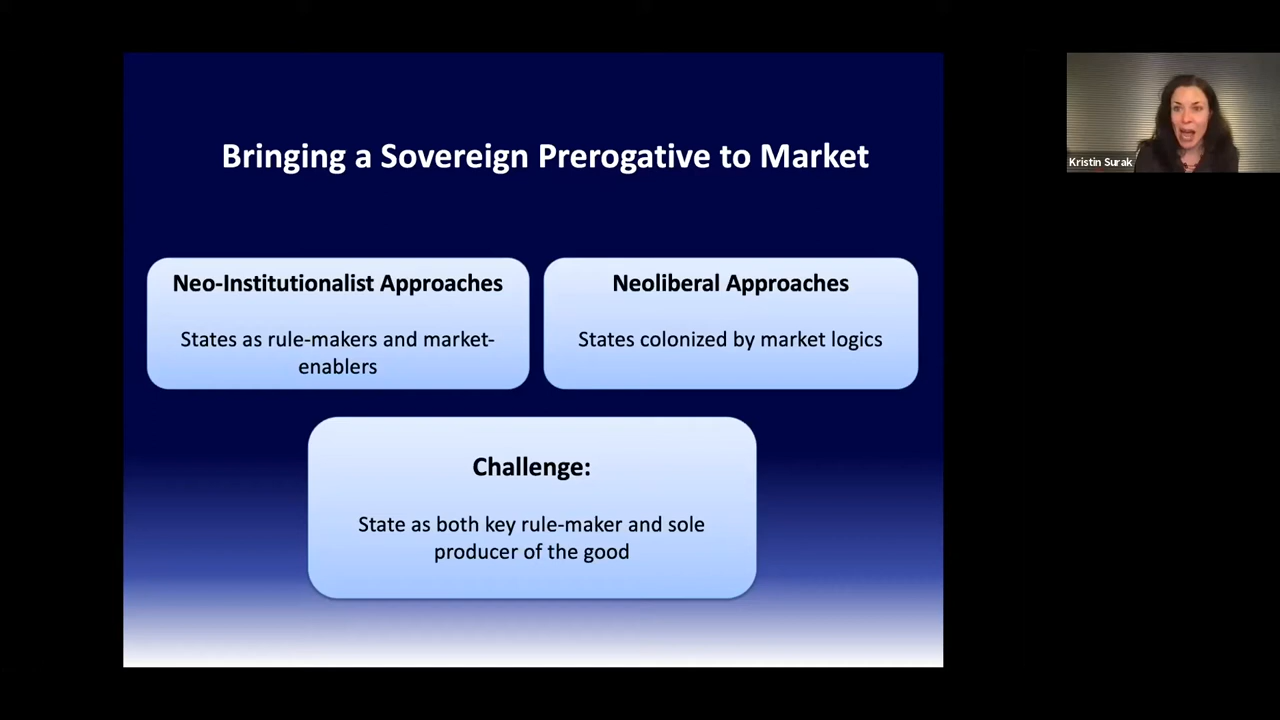 Bringing a Sovereign Prerogative to Market
Kristin Surak
Neo-Institutionalist Approaches
States as rule-makers and market-
enablers
Neoliberal Approaches
States colonized by market logics
Challenge:
State as both key rule-maker and sole
producer of the good